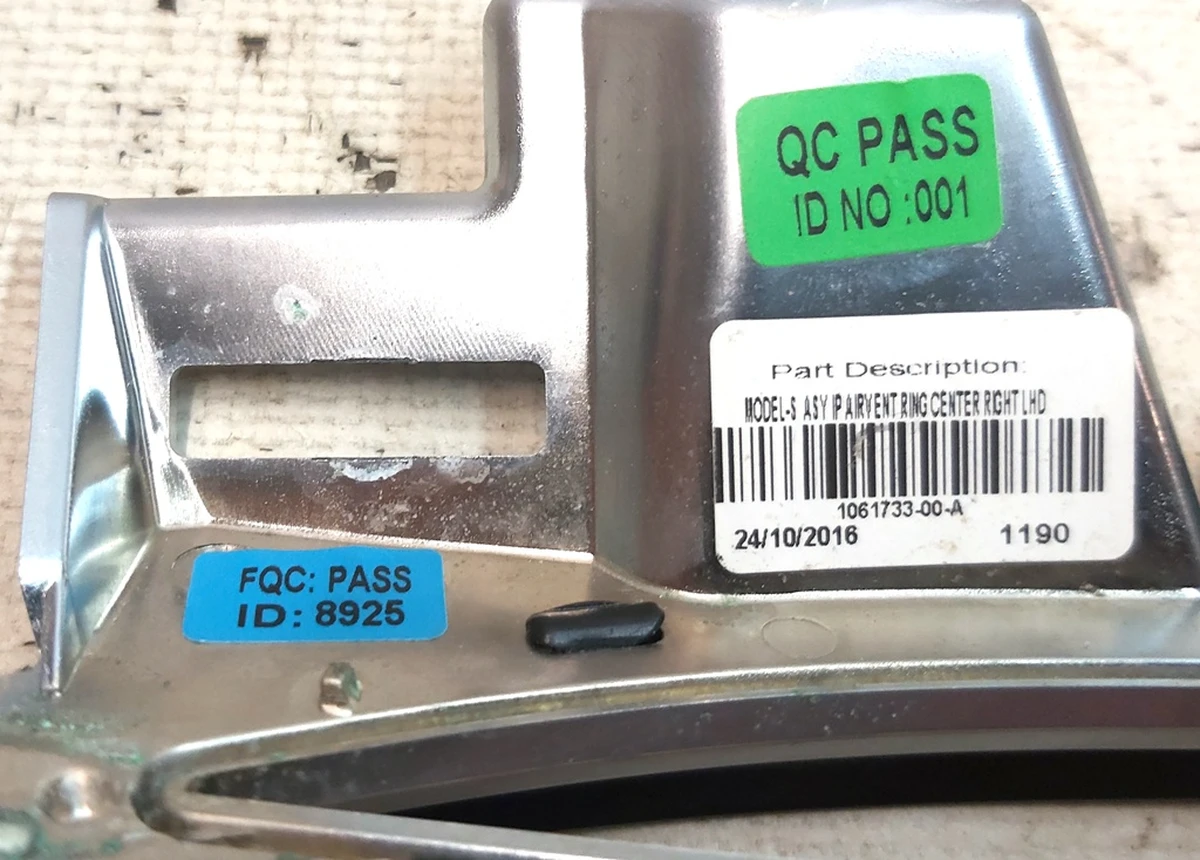 QC PASS
ID NO :001
Part Description:
MODEL-S ASY IP AIRVENT RING CENTER RIGHT LHD
1061733-00-A
24/10/2016 1190
FQC: PASS
ID: 8925